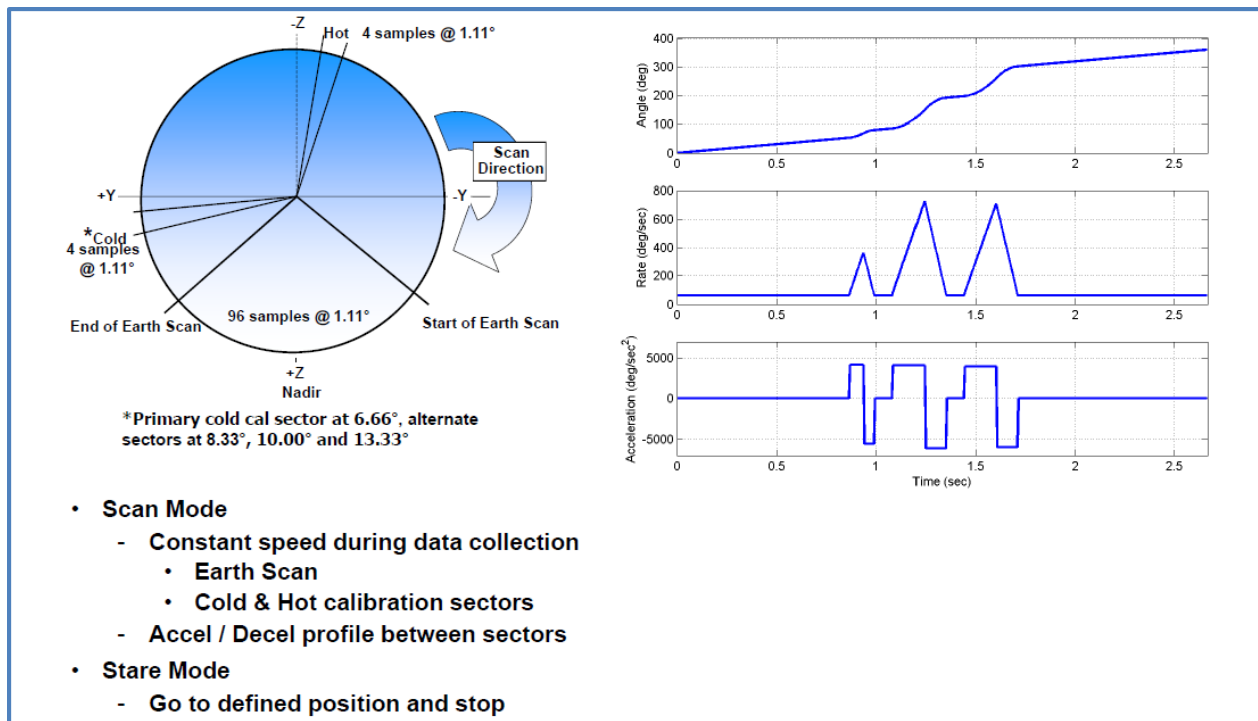 -Z
Hot 4 samples @ 1.11°
Scan
Direction
+Y
-Y
*Cold
4 samples
@ 1.11°
End of Earth Scan
96 samples @ 1.11°
Start of Earth Scan
+Z
Nadir
*Primary cold cal sector at 6.66°, alternate
sectors at 8.33°, 10.00° and 13.33°
Angle (deg)
400
300
200
100
0
0 0.5 1 1.5 2 2.5
Rate (deg/sec)
800
600
400
200
0
0 0.5 1 1.5 2 2.5
Acceleration (deg/sec²)
5000
0
-5000
0 0.5 1 1.5 2 2.5
Time (sec)
• Scan Mode
- Constant speed during data collection
• Earth Scan
• Cold & Hot calibration sectors
- Accel / Decel profile between sectors
• Stare Mode
- Go to defined position and stop